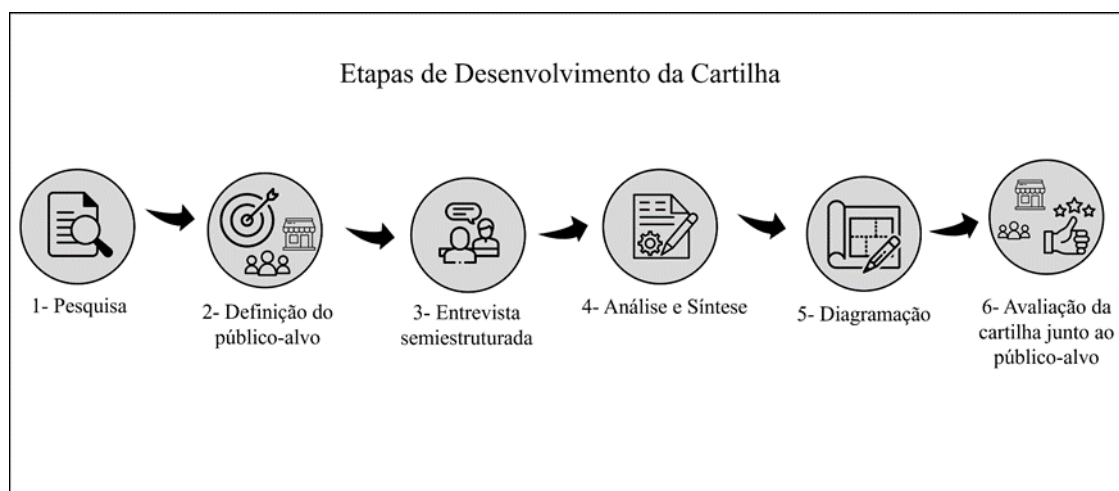 Etapas de Desenvolvimento da Cartilha
1- Pesquisa
2- Definição do
público-alvo
3- Entrevista
semiestruturada
4- Análise e Síntese
5- Diagramação
6- Avaliação da
cartilha junto ao
público-alvo